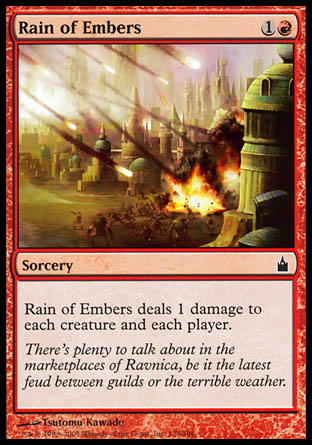 Rain of Embers 1
Sorcery
Rain of Embers deals 1 damage to
each creature and each player.
There's plenty to talk about in the
marketplaces of Ravnica, be it the latest
feud between guilds or the terrible weather.
Tsutomu Kawade